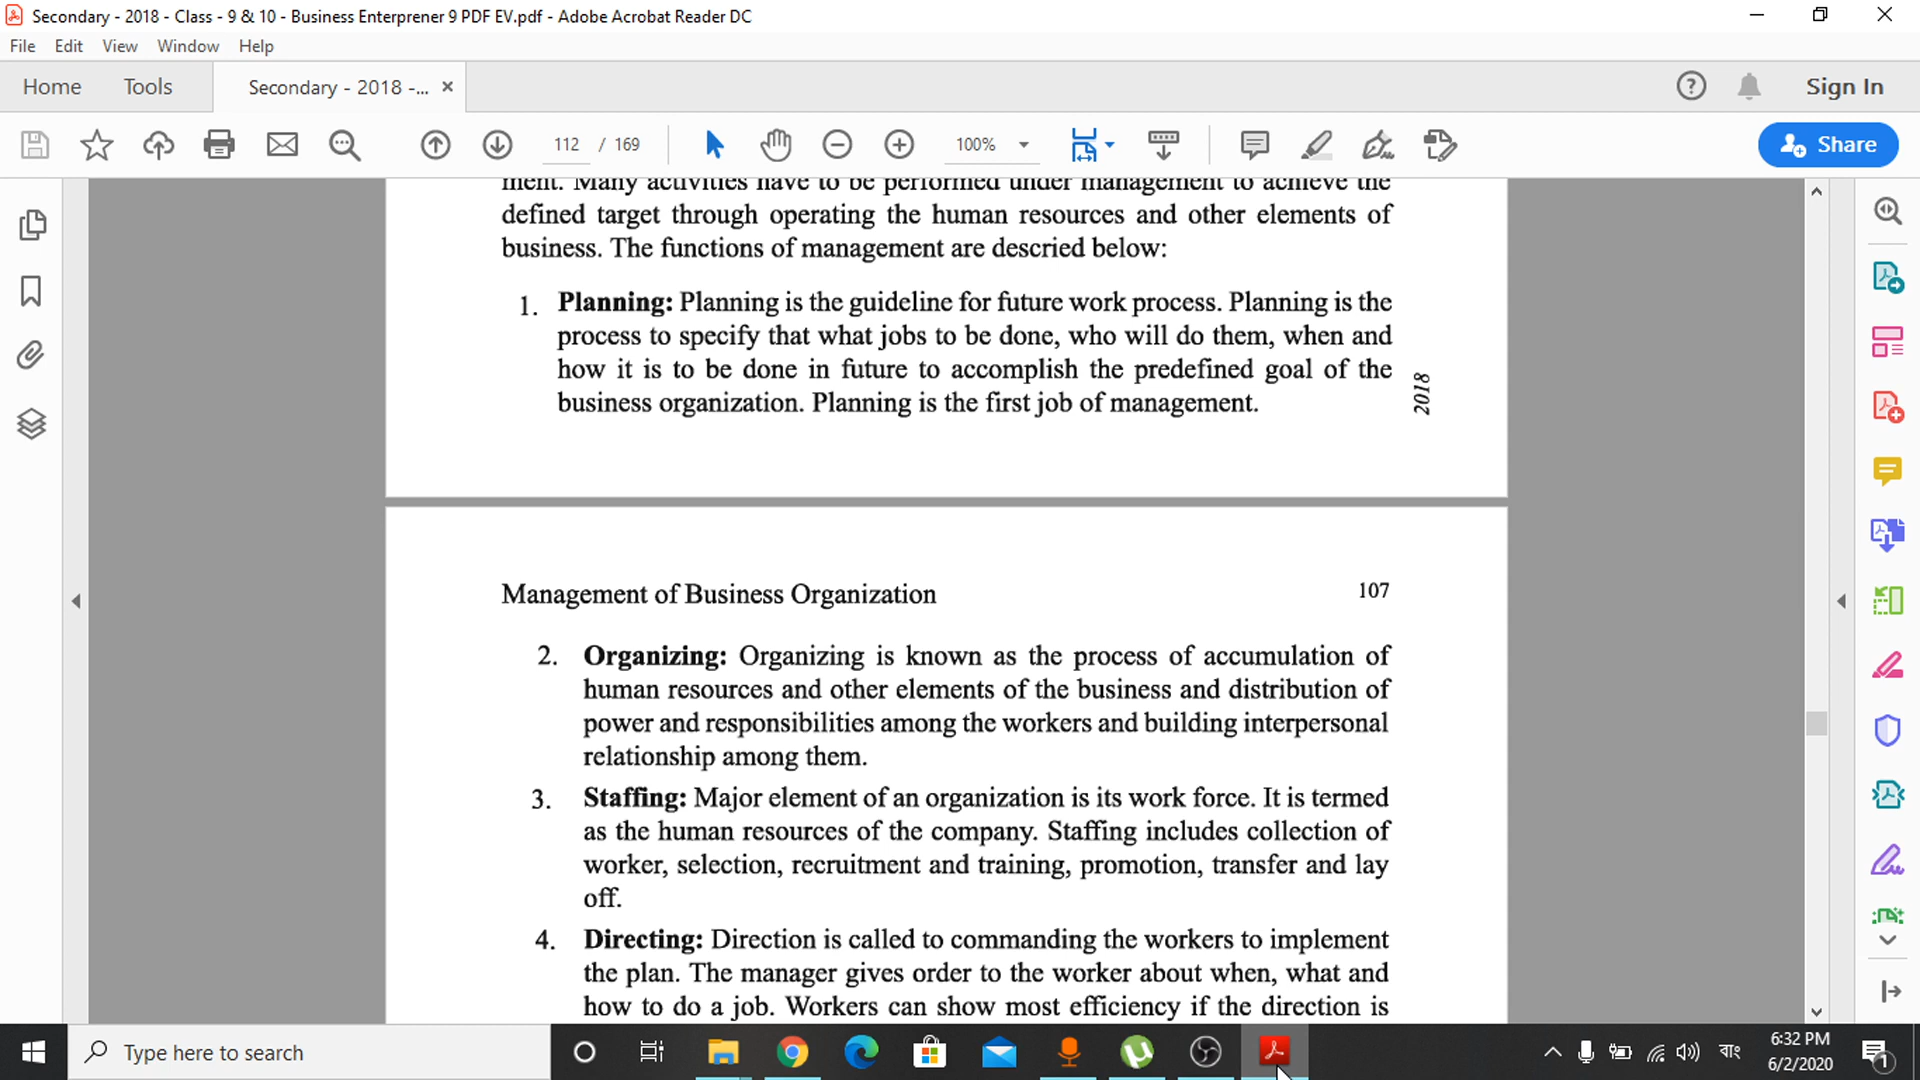 Secondary - 2018 - Class - 9 & 10 - Business Enterprener 9 PDF EV.pdf - Adobe Acrobat Reader DC
File Edit View Window Help
Home Tools Secondary - 2018 -... × Sign In
112 / 169 100% Share
ment. Many activities have to be performed under management to achieve the
defined target through operating the human resources and other elements of
business. The functions of management are descried below:
1. Planning: Planning is the guideline for future work process. Planning is the
process to specify that what jobs to be done, who will do them, when and
how it is to be done in future to accomplish the predefined goal of the
business organization. Planning is the first job of management.
2018
Management of Business Organization 107
2. Organizing: Organizing is known as the process of accumulation of
human resources and other elements of the business and distribution of
power and responsibilities among the workers and building interpersonal
relationship among them.
3. Staffing: Major element of an organization is its work force. It is termed
as the human resources of the company. Staffing includes collection of
worker, selection, recruitment and training, promotion, transfer and lay
off.
4. Directing: Direction is called to commanding the workers to implement
the plan. The manager gives order to the worker about when, what and
how to do a job. Workers can show most efficiency if the direction is
Type here to search
বাং
6:32 PM
6/2/2020
1